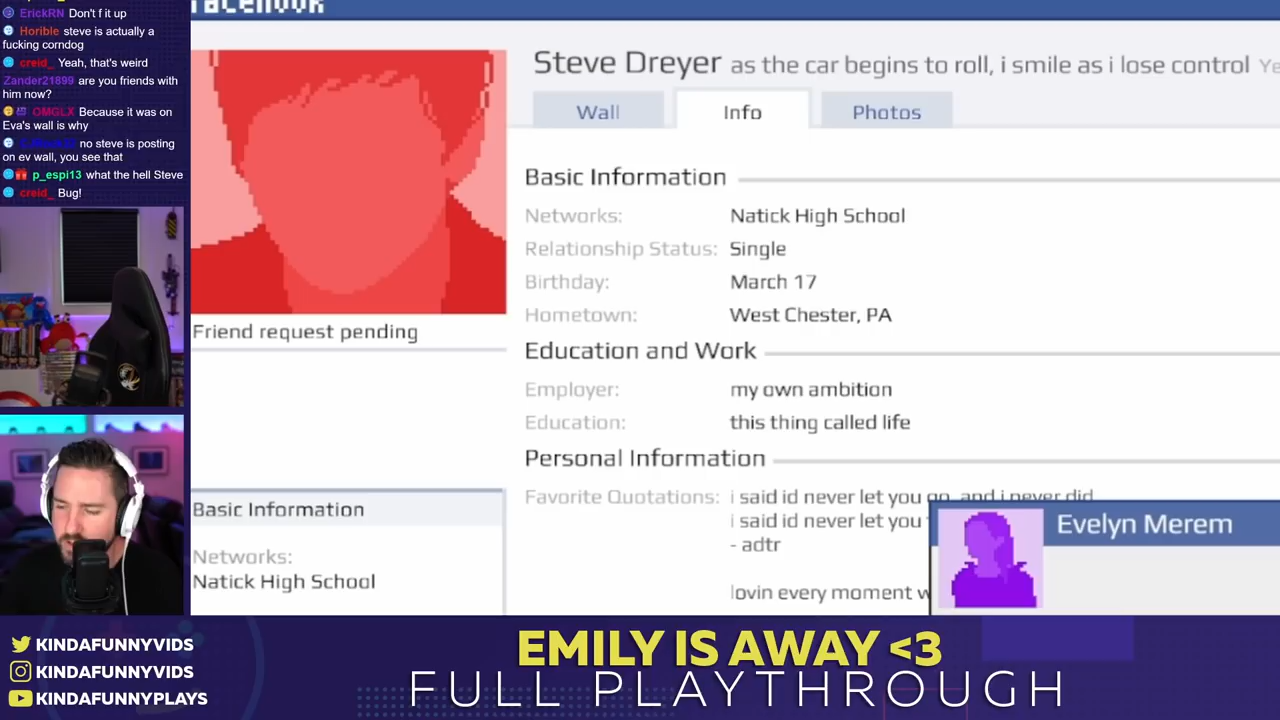 ErickRN Don't f it up
Horrible steve is actually a
fucking corndog
creid_ Yeah, that's weird
Zander21899 are you friends with
him now?
OMGLX Because it was on
Eva's wall is why
no steve is posting
on ev wall, you see that
p_espi13 what the hell Steve
creid_ Bug!
facenook
Steve Dreyer as the car begins to roll, i smile as i lose control Ye
Wall Info Photos
Basic Information
Networks: Natick High School
Relationship Status: Single
Birthday: March 17
Hometown: West Chester, PA
Friend request pending
Education and Work
Employer: my own ambition
Education: this thing called life
Personal Information
Favorite Quotations: i said id never let you go, and i never did
i said id never let you
- adtr
lovin every moment w
Basic Information
Networks:
Natick High School
Evelyn Merem
KINDAFUNNYVIDS
KINDAFUNNYVIDS
KINDAFUNNYPLAYS
EMILY IS AWAY <3
FULL PLAYTHROUGH